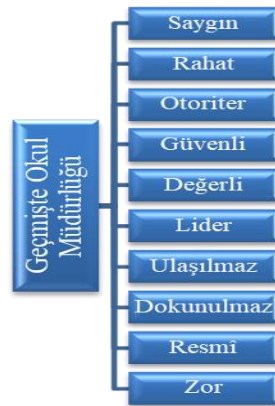 Geçmişte Okul
Müdürlüğü
Saygın
Rahat
Otoriter
Güvenli
Değerli
Lider
Ulaşılmaz
Dokunulmaz
Resmî
Zor